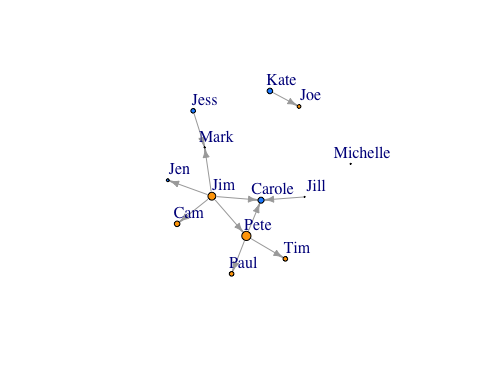 Kate
Joe
Jess
Mark
Michelle
Jen
Jim
Carole
Jill
Cam
Pete
Tim
Paul